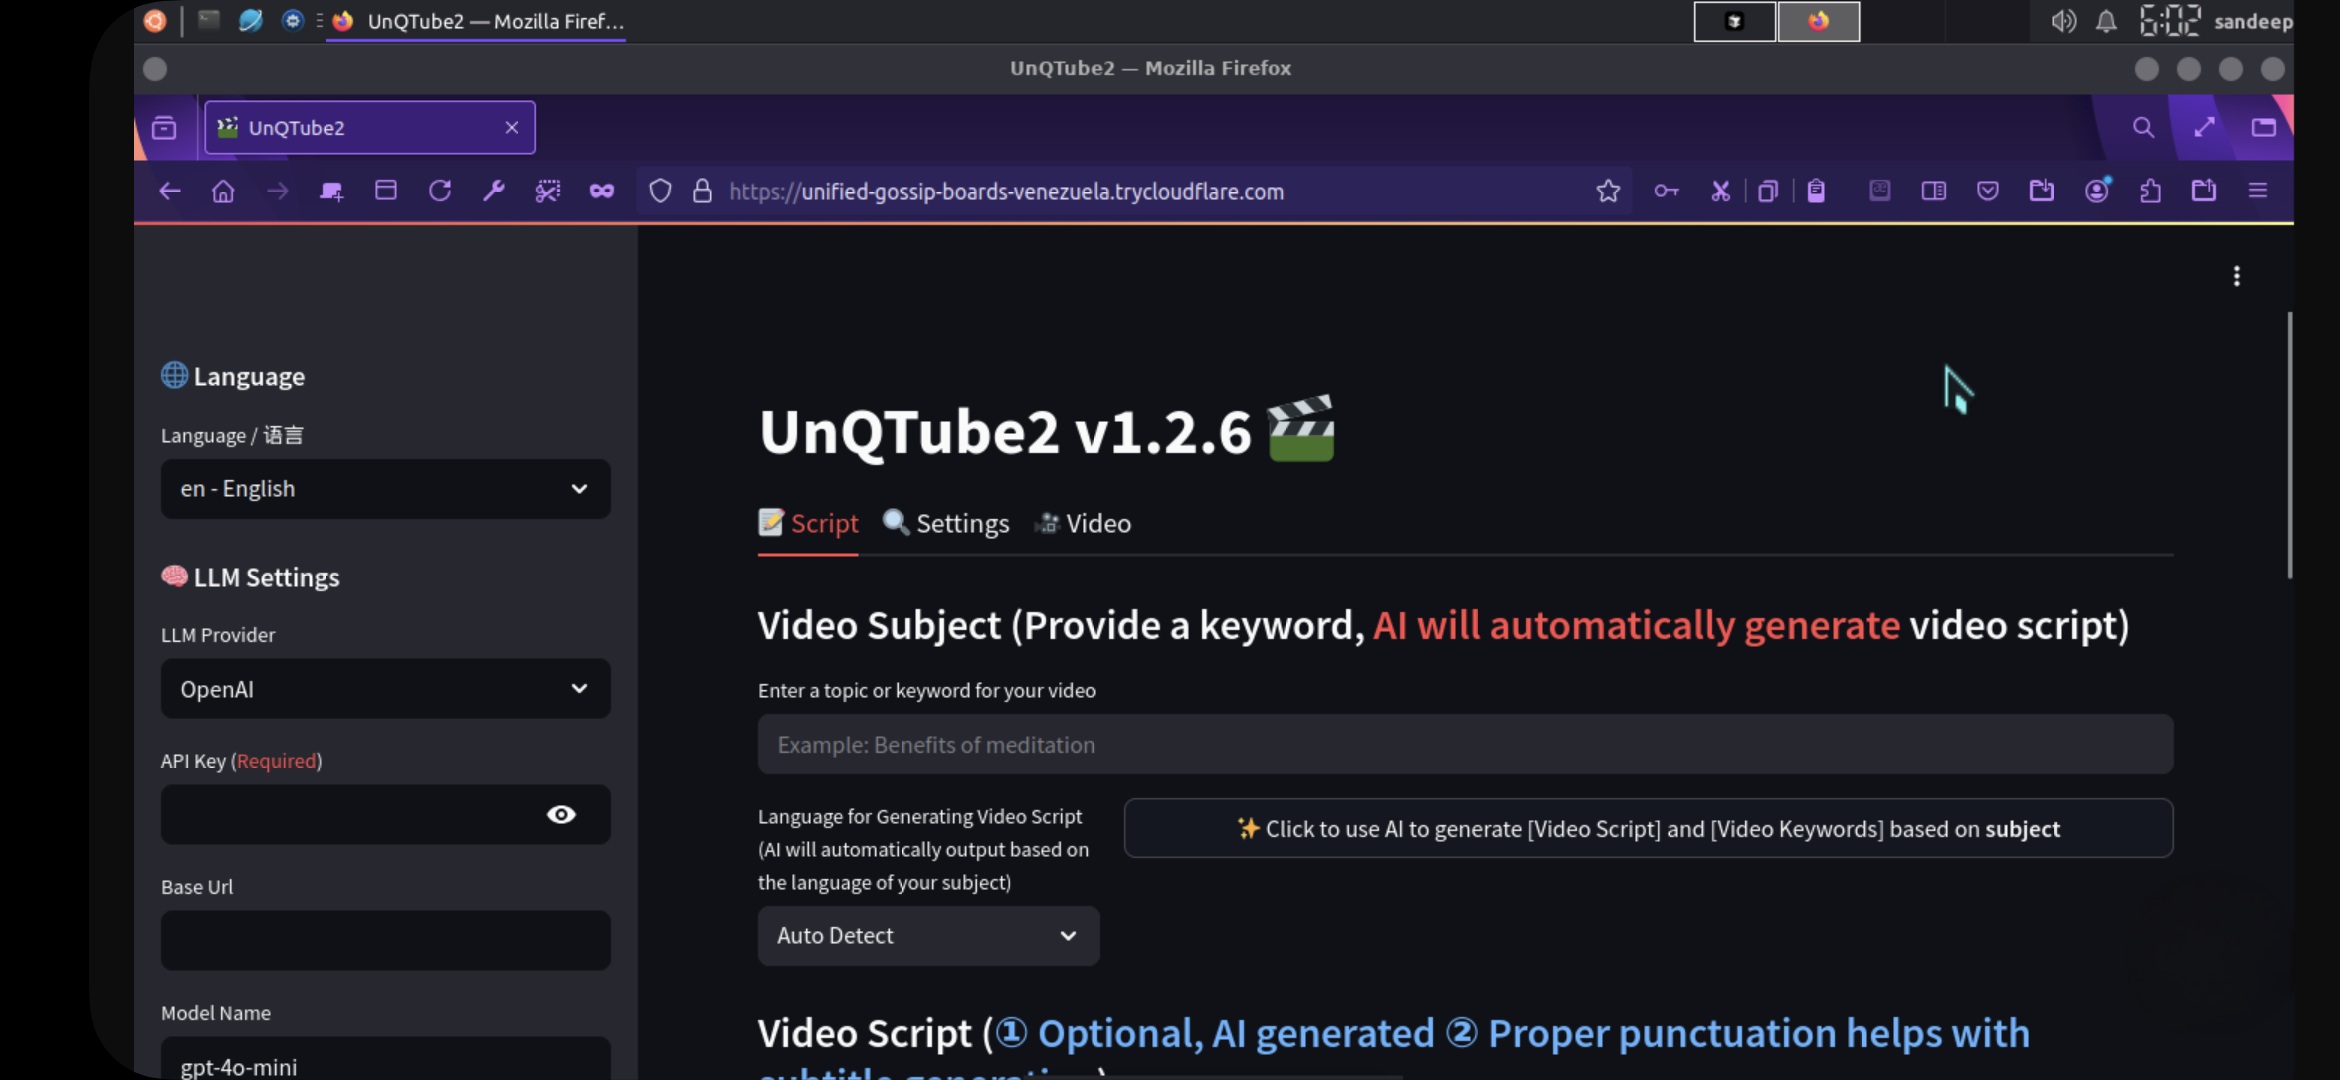 UnQTube2 — Mozilla Firef...
6:02
sandeep
UnQTube2 — Mozilla Firefox
UnQTube2
https://unified-gossip-boards-venezuela.trycloudflare.com
🌐 Language
Language / 语言
en - English
🧠 LLM Settings
LLM Provider
OpenAI
API Key (Required)
Base Url
Model Name
gpt-4o-mini
UnQTube2 v1.2.6 🎬
📝 Script 🔍 Settings 🎥 Video
Video Subject (Provide a keyword, AI will automatically generate video script)
Enter a topic or keyword for your video
Example: Benefits of meditation
Language for Generating Video Script
(AI will automatically output based on
the language of your subject)
Auto Detect
✨ Click to use AI to generate [Video Script] and [Video Keywords] based on subject
Video Script (① Optional, AI generated ② Proper punctuation helps with
subtitle generation)